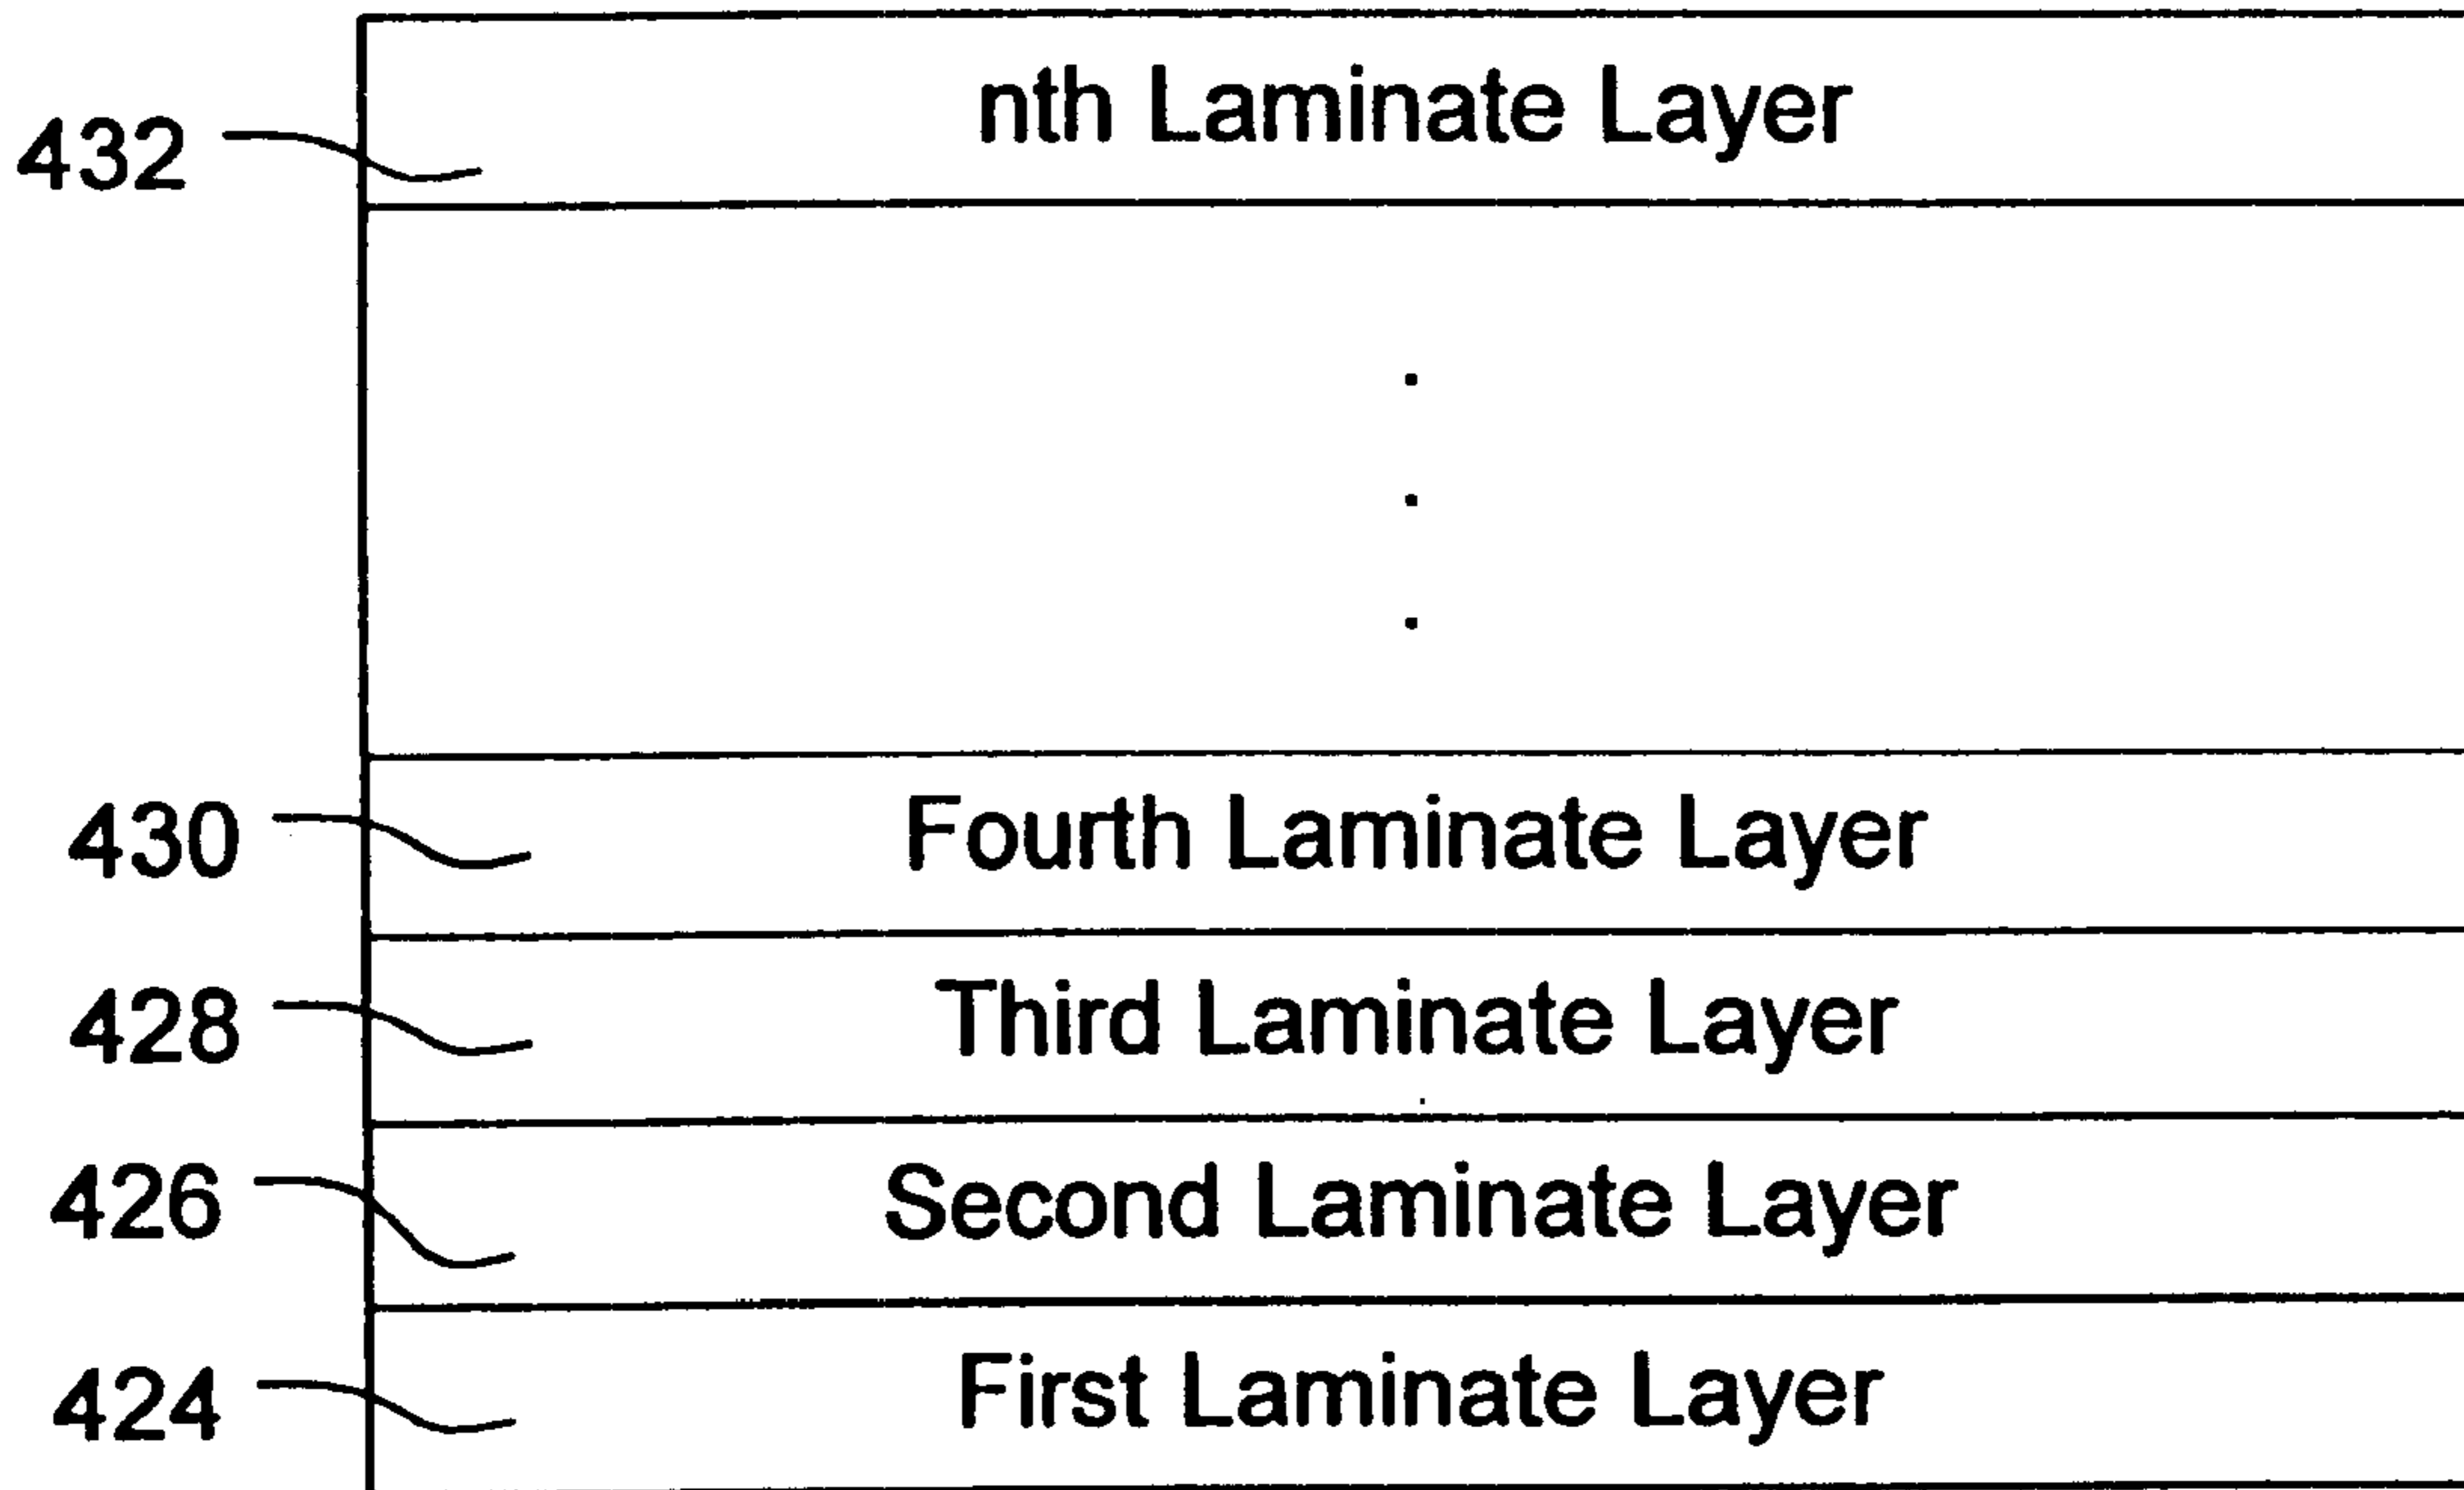 432 nth Laminate Layer
.
.
.
430 Fourth Laminate Layer
428 Third Laminate Layer
426 Second Laminate Layer
424 First Laminate Layer